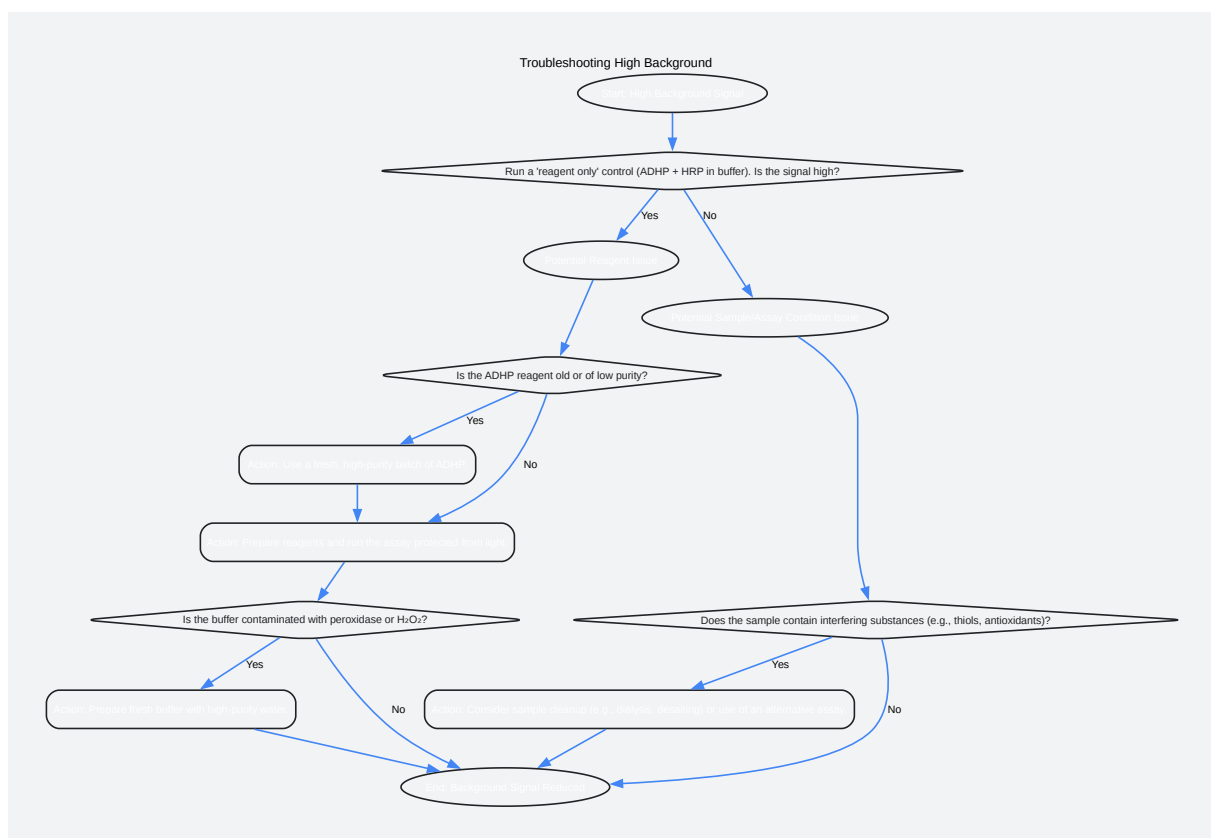 Troubleshooting High Background
Start: High Background Signal
Run a 'reagent only' control (ADHP + HRP in buffer). Is the signal high?
Yes
No
Potential Reagent Issue
Potential Sample/Assay Condition Issue
Is the ADHP reagent old or of low purity?
Yes
No
Action: Use a fresh, high-purity batch of ADHP.
Action: Prepare reagents and run the assay protected from light.
Is the buffer contaminated with peroxidase or H₂O₂?
Does the sample contain interfering substances (e.g., thiols, antioxidants)?
Yes
Yes
No
No
Action: Prepare fresh buffer with high-purity water.
Action: Consider sample cleanup (e.g., dialysis, desalting) or use of an alternative assay.
End: Background Signal Reduced